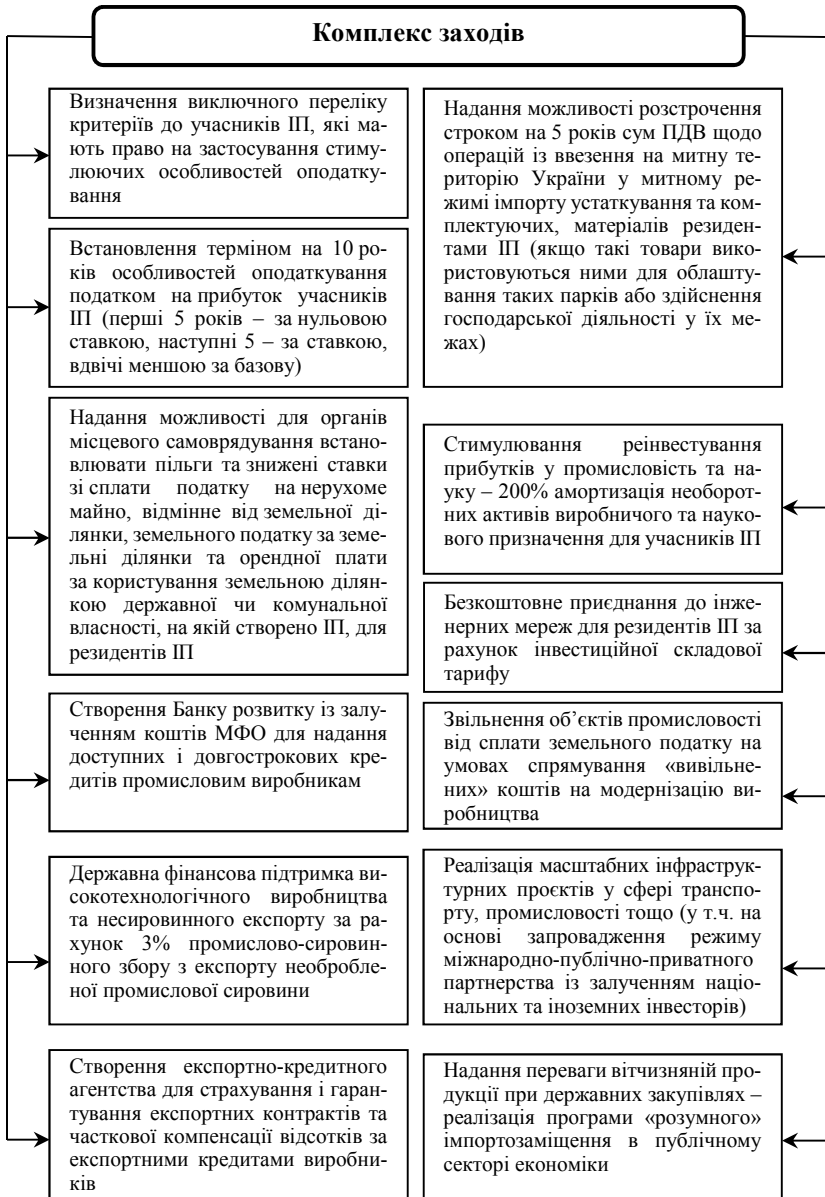 Комплекс заходів
Визначення виключного переліку
критеріїв до учасників ІП, які ма-
ють право на застосування стиму-
люючих особливостей оподатку-
вання
Встановлення терміном на 10 ро-
ків особливостей оподаткування
податком на прибуток учасників
ІП (перші 5 років – за нульовою
ставкою, наступні 5 – за ставкою,
вдвічі меншою за базову)
Надання можливості для органів
місцевого самоврядування встано-
влювати пільги та знижені ставки
зі сплати податку на нерухоме
майно, відмінне від земельної ді-
лянки, земельного податку за земе-
льні ділянки та орендної плати
за користування земельною ділян-
кою державної чи комунальної
власності, на якій створено ІП, для
резидентів ІП
Створення Банку розвитку із залу-
ченням коштів МФО для надання
доступних і довгострокових кре-
дитів промисловим виробникам
Державна фінансова підтримка ви-
сокотехнологічного виробництва
та несировинного експорту за ра-
хунок 3% промислово-сировин-
ного збору з експорту необробле-
ної промислової сировини
Створення експортно-кредитного
агентства для страхування і гаран-
тування експортних контрактів та
часткової компенсації відсотків за
експортними кредитами виробни-
ків
Надання можливості розстрочення
строком на 5 років сум ПДВ щодо
операцій із ввезення на митну те-
риторію України у митному ре-
жимі імпорту устаткування та ком-
плектуючих, матеріалів резиден-
тами ІП (якщо такі товари вико-
ристовуються ними для облашту-
вання таких парків або здійснення
господарської діяльності у їх ме-
жах)
Стимулювання реінвестування
прибутків у промисловість та на-
уку – 200% амортизація необорот-
них активів виробничого та науко-
вого призначення для учасників ІП
Безкоштовне приєднання до інже-
нерних мереж для резидентів ІП за
рахунок інвестиційної складової
тарифу
Звільнення об’єктів промисловості
від сплати земельного податку на
умовах спрямування «вивільне-
них» коштів на модернізацію ви-
робництва
Реалізація масштабних інфраструк-
турних проєктів у сфері транспо-
рту, промисловості тощо (у т.ч. на
основі запровадження режиму
міжнародно-публічно-приватного
партнерства із залученням націо-
нальних та іноземних інвесторів)
Надання переваги вітчизняній про-
дукції при державних закупівлях –
реалізація програми «розумного»
імпортозаміщення в публічному
секторі економіки